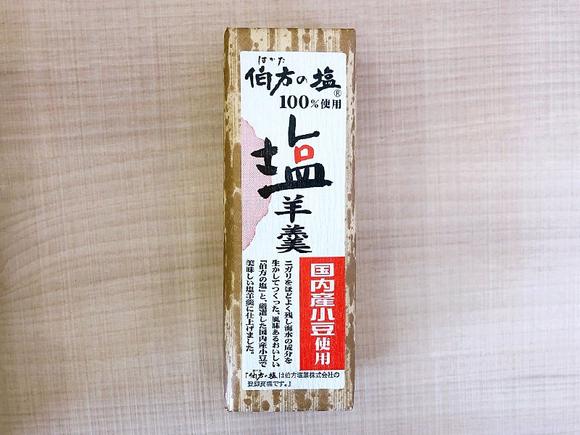 はかた
伯方の塩®
100%使用
塩
羊羹
国内産小豆使用
ニガリをほどよく残し海水の成分を
生かしてつくった、風味あるおいしい
『伯方の塩』と、厳選した国内産小豆で
美味しい塩羊羹に仕上げました。
「伯方の塩」は伯方塩業株式会社の
登録商標です。」